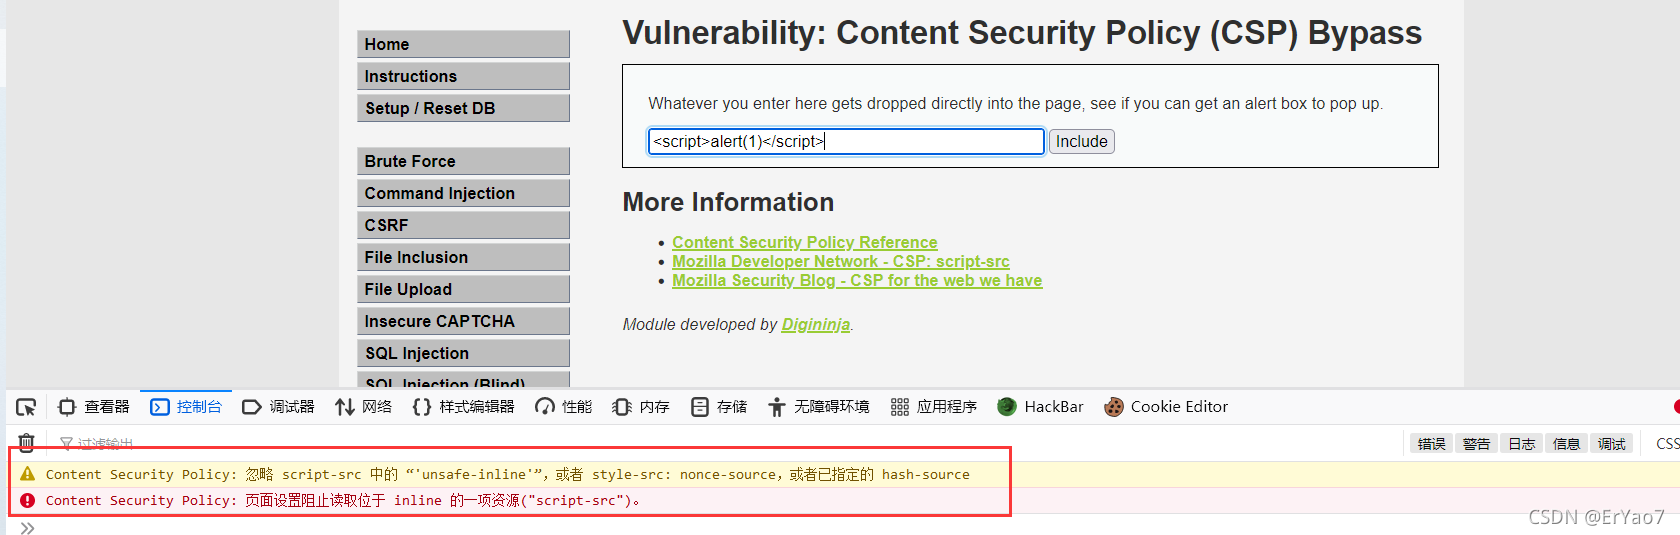 Home
Instructions
Setup / Reset DB
Brute Force
Command Injection
CSRF
File Inclusion
File Upload
Insecure CAPTCHA
SQL Injection
SQL Injection (Blind)
Vulnerability: Content Security Policy (CSP) Bypass
Whatever you enter here gets dropped directly into the page, see if you can get an alert box to pop up.
<script>alert(1)</script> Include
More Information
• Content Security Policy Reference
• Mozilla Developer Network - CSP: script-src
• Mozilla Security Blog - CSP for the web we have
Module developed by Digininja.
查看器 控制台 调试器 网络 样式编辑器 性能 内存 存储 无障碍环境 应用程序 HackBar Cookie Editor
过滤输出 错误 警告 日志 信息 调试 CSS
Content Security Policy: 忽略 script-src 中的 “'unsafe-inline'”，或者 style-src: nonce-source，或者已指定的 hash-source
Content Security Policy: 页面设置阻止读取位于 inline 的一项资源("script-src")。
CSDN @ErYao7